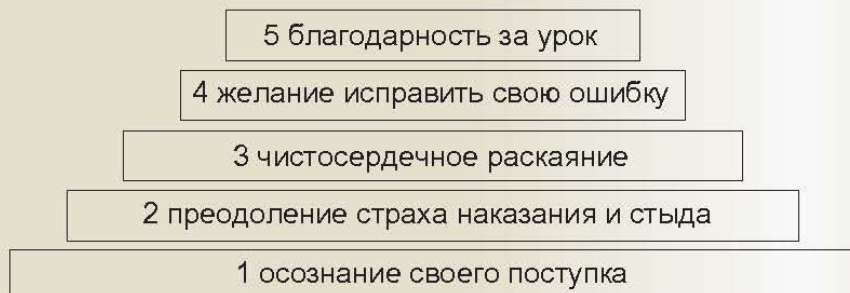 5 благодарность за урок
4 желание исправить свою ошибку
3 чистосердечное раскаяние
2 преодоление страха наказания и стыда
1 осознание своего поступка